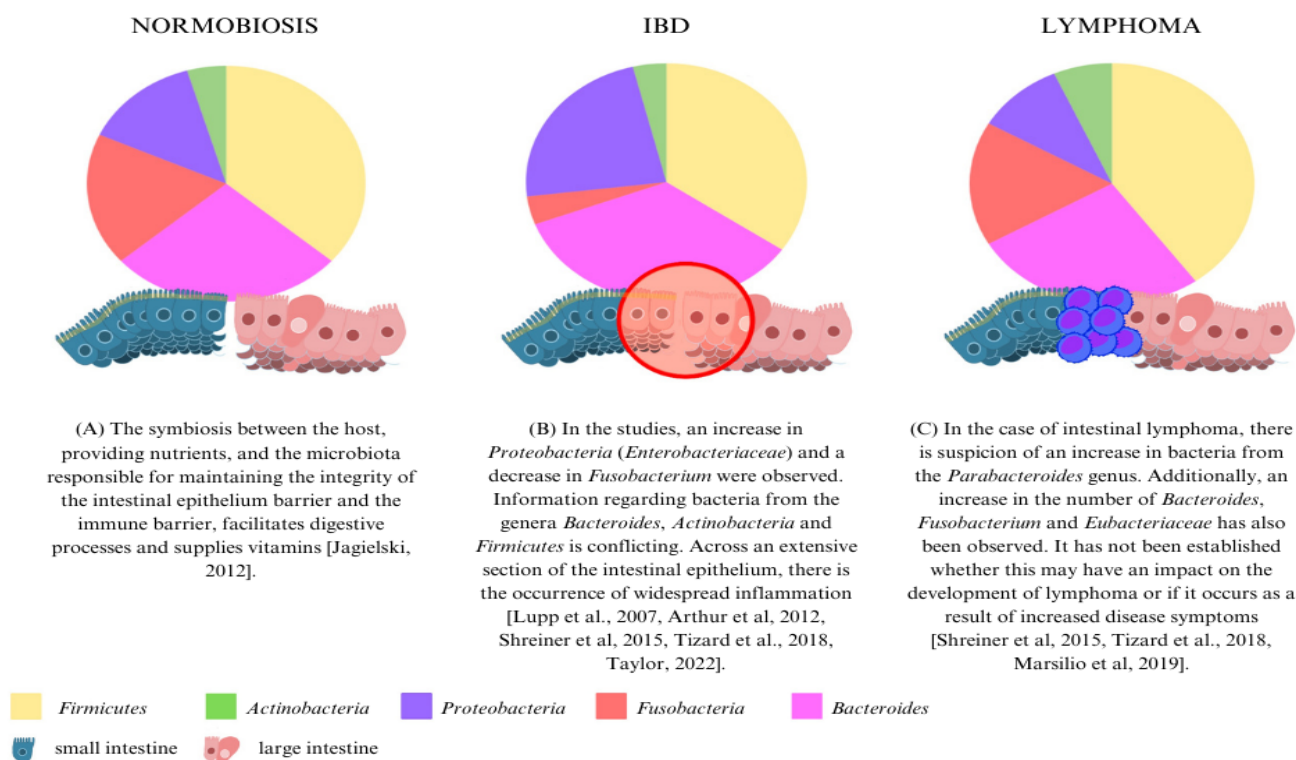 NORMOBIOSIS
IBD
LYMPHOMA
(A) The symbiosis between the host,
providing nutrients, and the microbiota
responsible for maintaining the integrity of
the intestinal epithelium barrier and the
immune barrier, facilitates digestive
processes and supplies vitamins [Jagielski,
2012].
(B) In the studies, an increase in
Proteobacteria (Enterobacteriaceae) and a
decrease in Fusobacterium were observed.
Information regarding bacteria from the
genera Bacteroides, Actinobacteria and
Firmicutes is conflicting. Across an extensive
section of the intestinal epithelium, there is
the occurrence of widespread inflammation
[Lupp et al., 2007, Arthur et al, 2012,
Shreiner et al, 2015, Tizard et al., 2018,
Taylor, 2022].
(C) In the case of intestinal lymphoma, there
is suspicion of an increase in bacteria from
the Parabacteroides genus. Additionally, an
increase in the number of Bacteroides,
Fusobacterium and Eubacteriaceae has also
been observed. It has not been established
whether this may have an impact on the
development of lymphoma or if it occurs as a
result of increased disease symptoms
[Shreiner et al, 2015, Tizard et al., 2018,
Marsilio et al, 2019].
Firmicutes
Actinobacteria
Proteobacteria
Fusobacteria
Bacteroides
small intestine
large intestine